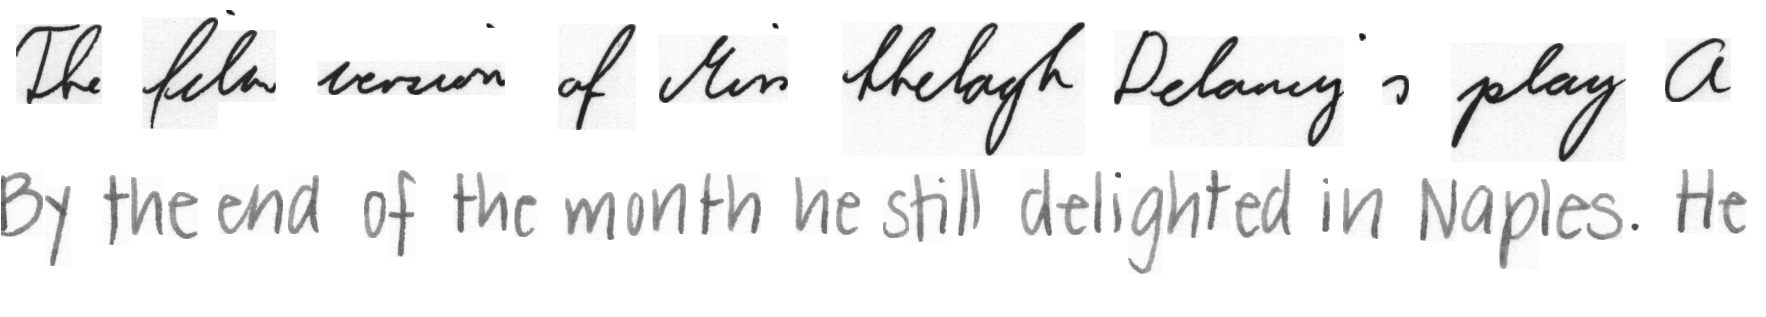 The film version of Miss Shelagh Delaney's play A
By the end of the month he still delighted in Naples. He